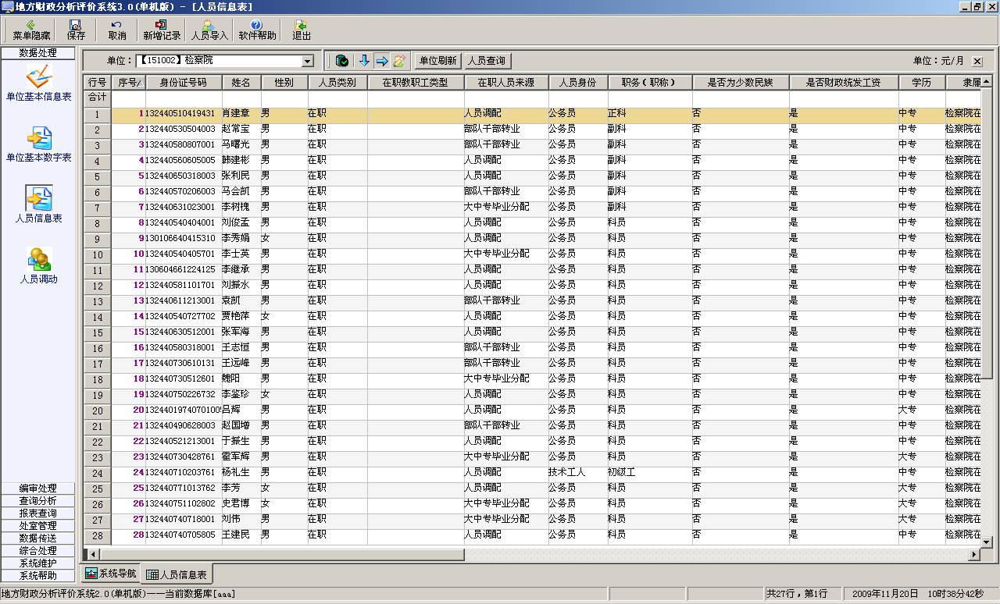 地方财政分析评价系统3.0(单机版) - [人员信息表]
菜单隐藏 保存 取消 新增记录 人员导入 软件帮助 退出
数据处理
单位基本信息表
单位基本数字表
人员信息表
人员调动
编审处理
查询分析
报表查询
处室管理
数据传送
综合处理
系统维护
系统帮助
单位: 【151002】检察院 单位刷新 人员查询 单位:元/月
行号 序号 身份证号码 姓名 性别 人员类别 在职教职工类型 在职人员来源 人员身份 职务(职称) 是否为少数民族 是否财政统发工资 学历 隶属
合计
1 1 132440510419431 肖建章 男 在职 人员调配 公务员 正科 否 是 中专 检察院在
2 2 132440530504003 赵常宝 男 在职 部队干部转业 公务员 副科 否 是 中专 检察院在
3 3 132440580807001 马曙光 男 在职 部队干部转业 公务员 副科 否 是 中专 检察院在
4 4 132440560605005 韩建彬 男 在职 人员调配 公务员 副科 否 是 中专 检察院在
5 5 132440650318003 张利民 男 在职 人员调配 公务员 副科 否 是 中专 检察院在
6 6 132440570206003 马会凯 男 在职 部队干部转业 公务员 副科 否 是 中专 检察院在
7 7 132440631023001 李树槐 男 在职 大中专毕业分配 公务员 副科 否 是 中专 检察院在
8 8 132440540404001 刘俊孟 男 在职 人员调配 公务员 科员 否 是 中专 检察院在
9 9 130106640415310 李秀娟 女 在职 人员调配 公务员 科员 否 是 中专 检察院在
10 10 132440540405701 李士英 男 在职 大中专毕业分配 公务员 科员 否 是 中专 检察院在
11 11 130604661224125 李继承 男 在职 人员调配 公务员 科员 否 是 中专 检察院在
12 12 132440581101701 刘振水 男 在职 人员调配 公务员 科员 否 是 中专 检察院在
13 13 132440611213001 袁凯 男 在职 部队干部转业 公务员 科员 否 是 中专 检察院在
14 14 132440540727702 贾艳萍 女 在职 人员调配 公务员 科员 否 是 中专 检察院在
15 15 132440630512001 张军海 男 在职 人员调配 公务员 科员 否 是 中专 检察院在
16 16 132440580318001 王志恒 男 在职 部队干部转业 公务员 科员 否 是 中专 检察院在
17 17 132440730610131 王远峰 男 在职 部队干部转业 公务员 科员 否 是 中专 检察院在
18 18 132440730512601 魏阳 男 在职 大中专毕业分配 公务员 科员 否 是 中专 检察院在
19 19 132440750226732 李鉴珍 女 在职 人员调配 公务员 科员 否 是 中专 检察院在
20 20 1324401974070100 吕辉 男 在职 人员调配 公务员 科员 否 是 大专 检察院在
21 21 132440490628003 赵国增 男 在职 部队干部转业 公务员 科员 否 是 中专 检察院在
22 22 132440521213001 于振生 男 在职 人员调配 公务员 科员 否 是 中专 检察院在
23 23 132440730428761 霍军辉 男 在职 大中专毕业分配 公务员 科员 否 是 大专 检察院在
24 24 132440710203761 杨礼生 男 在职 人员调配 技术工人 初级工 否 是 中专 检察院在
25 25 132440771013762 李芳 女 在职 人员调配 公务员 科员 否 是 大专 检察院在
26 26 132440751102802 史君博 女 在职 大中专毕业分配 公务员 科员 否 是 大专 检察院在
27 27 132440740718001 刘伟 男 在职 大中专毕业分配 公务员 科员 否 是 大专 检察院在
28 28 132440740705805 王建民 男 在职 人员调配 公务员 科员 否 是 中专 检察院在
系统导航 人员信息表
地方财政分析评价系统2.0(单机版)——当前数据库[aaa] 共27行，第1行 2009年11月20日 10时38分42秒